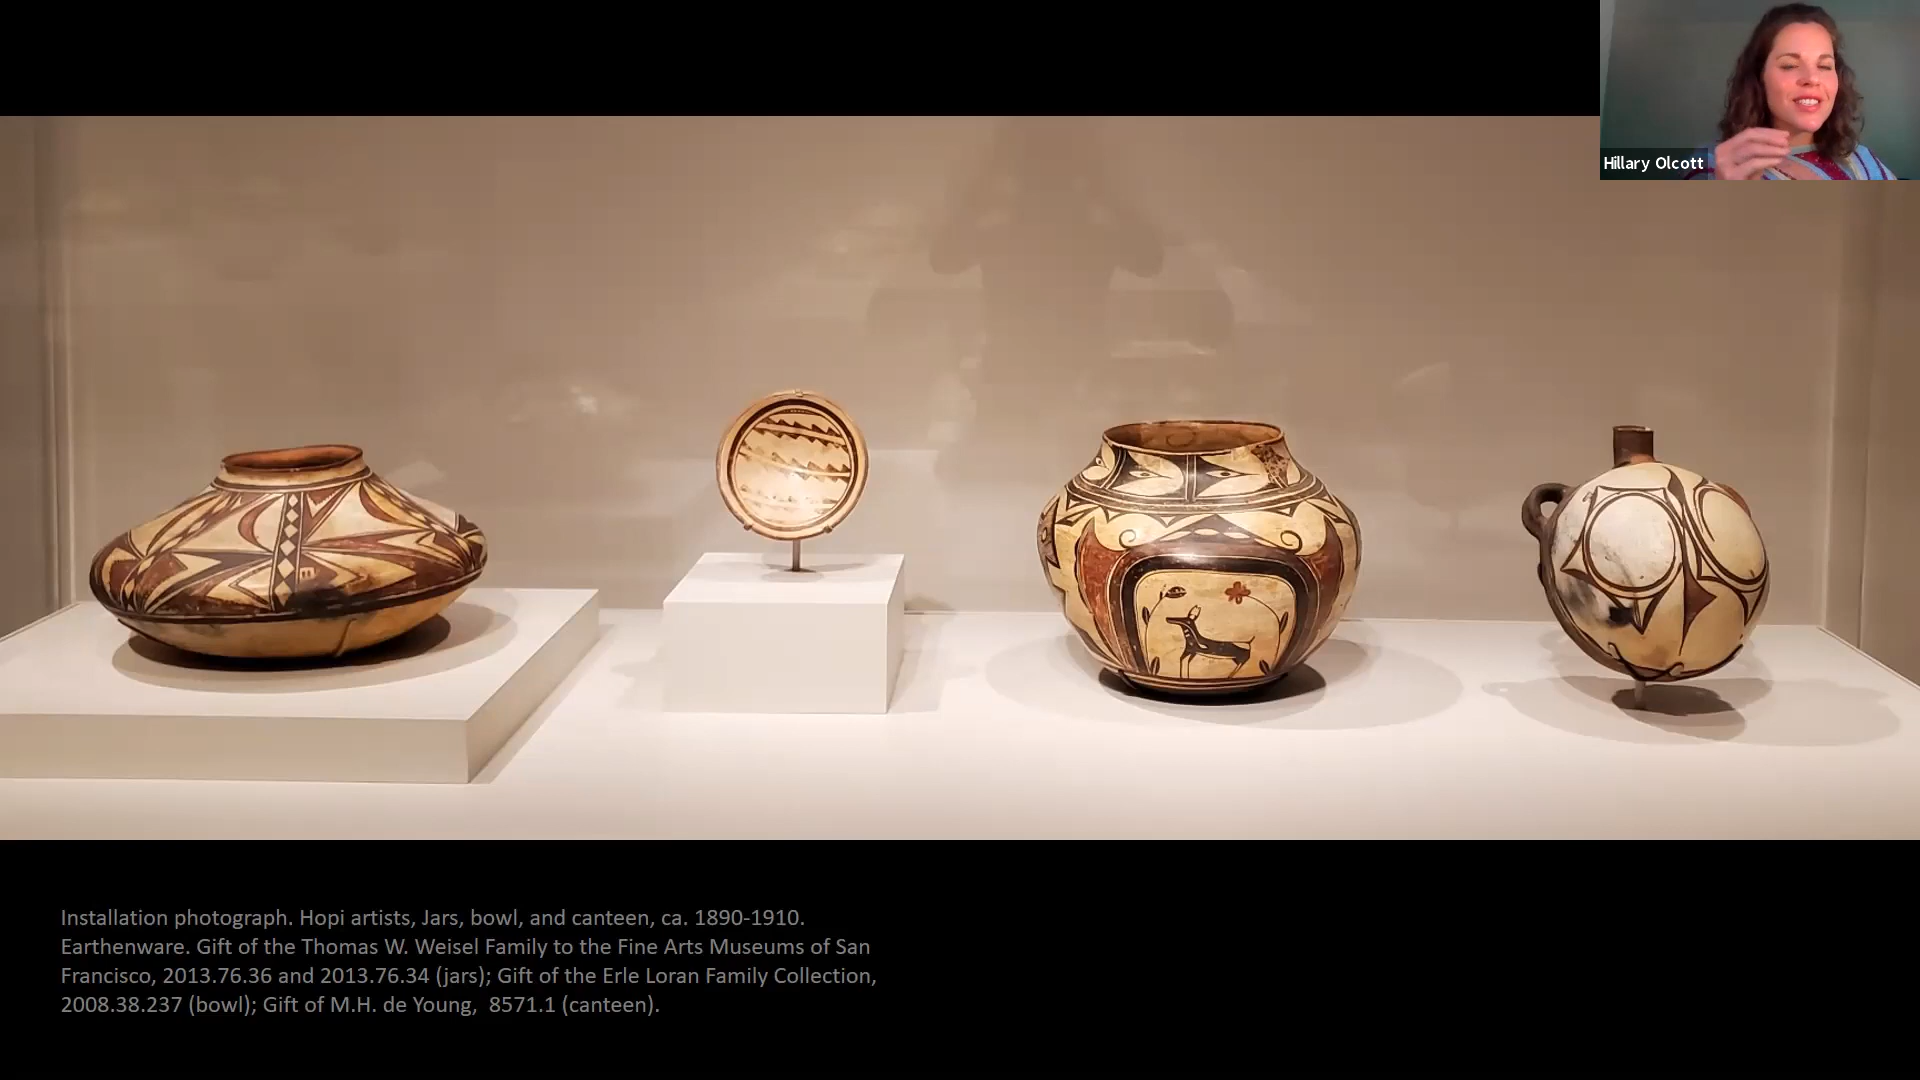 Hillary Olcott
Installation photograph. Hopi artists, Jars, bowl, and canteen, ca. 1890-1910.
Earthenware. Gift of the Thomas W. Weisel Family to the Fine Arts Museums of San
Francisco, 2013.76.36 and 2013.76.34 (jars); Gift of the Erle Loran Family Collection,
2008.38.237 (bowl); Gift of M.H. de Young,  8571.1 (canteen).